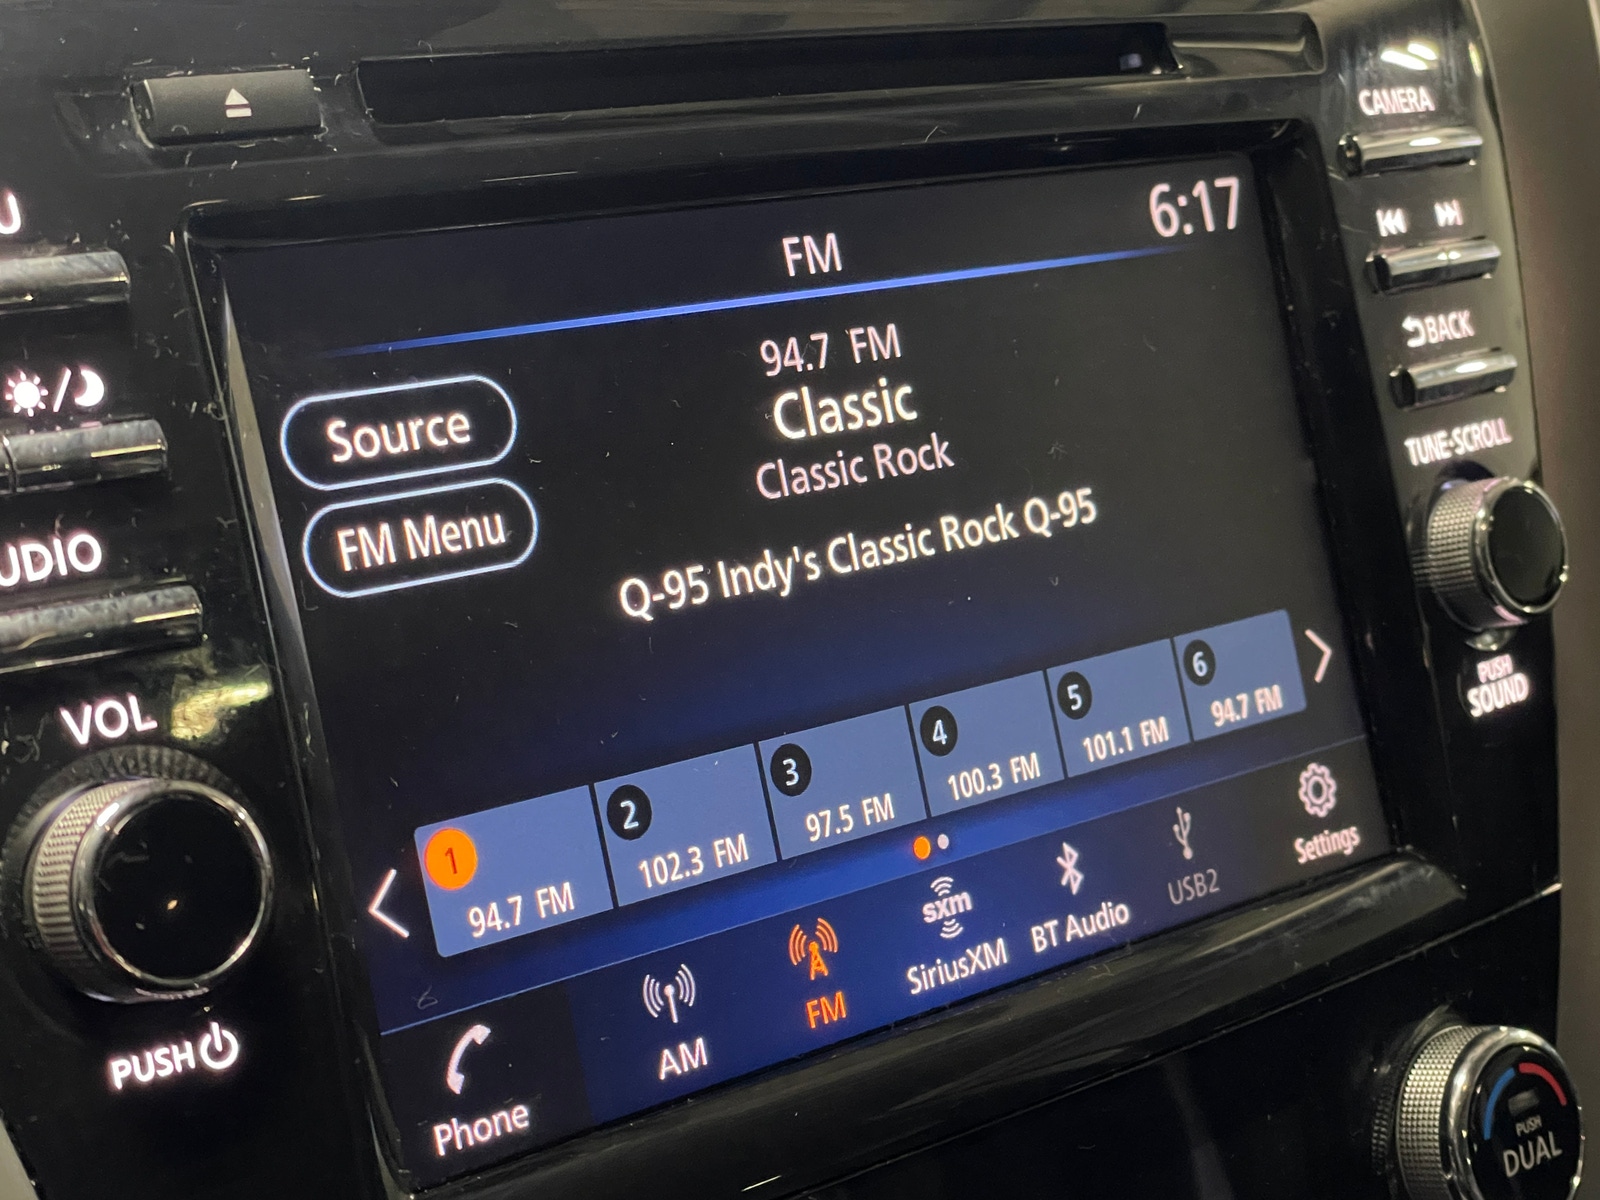 CAMERA
6:17
FM
94.7 FM
Classic
Classic Rock
Q-95 Indy's Classic Rock Q-95
Source
FM Menu
BACK
TUNE·SCROLL
PUSH
SOUND
UDIO
VOL
PUSH
1
94.7 FM
2
102.3 FM
3
97.5 FM
4
100.3 FM
5
101.1 FM
6
94.7 FM
Phone
AM
FM
sxm
SiriusXM
BT Audio
USB2
Settings
PUSH
DUAL